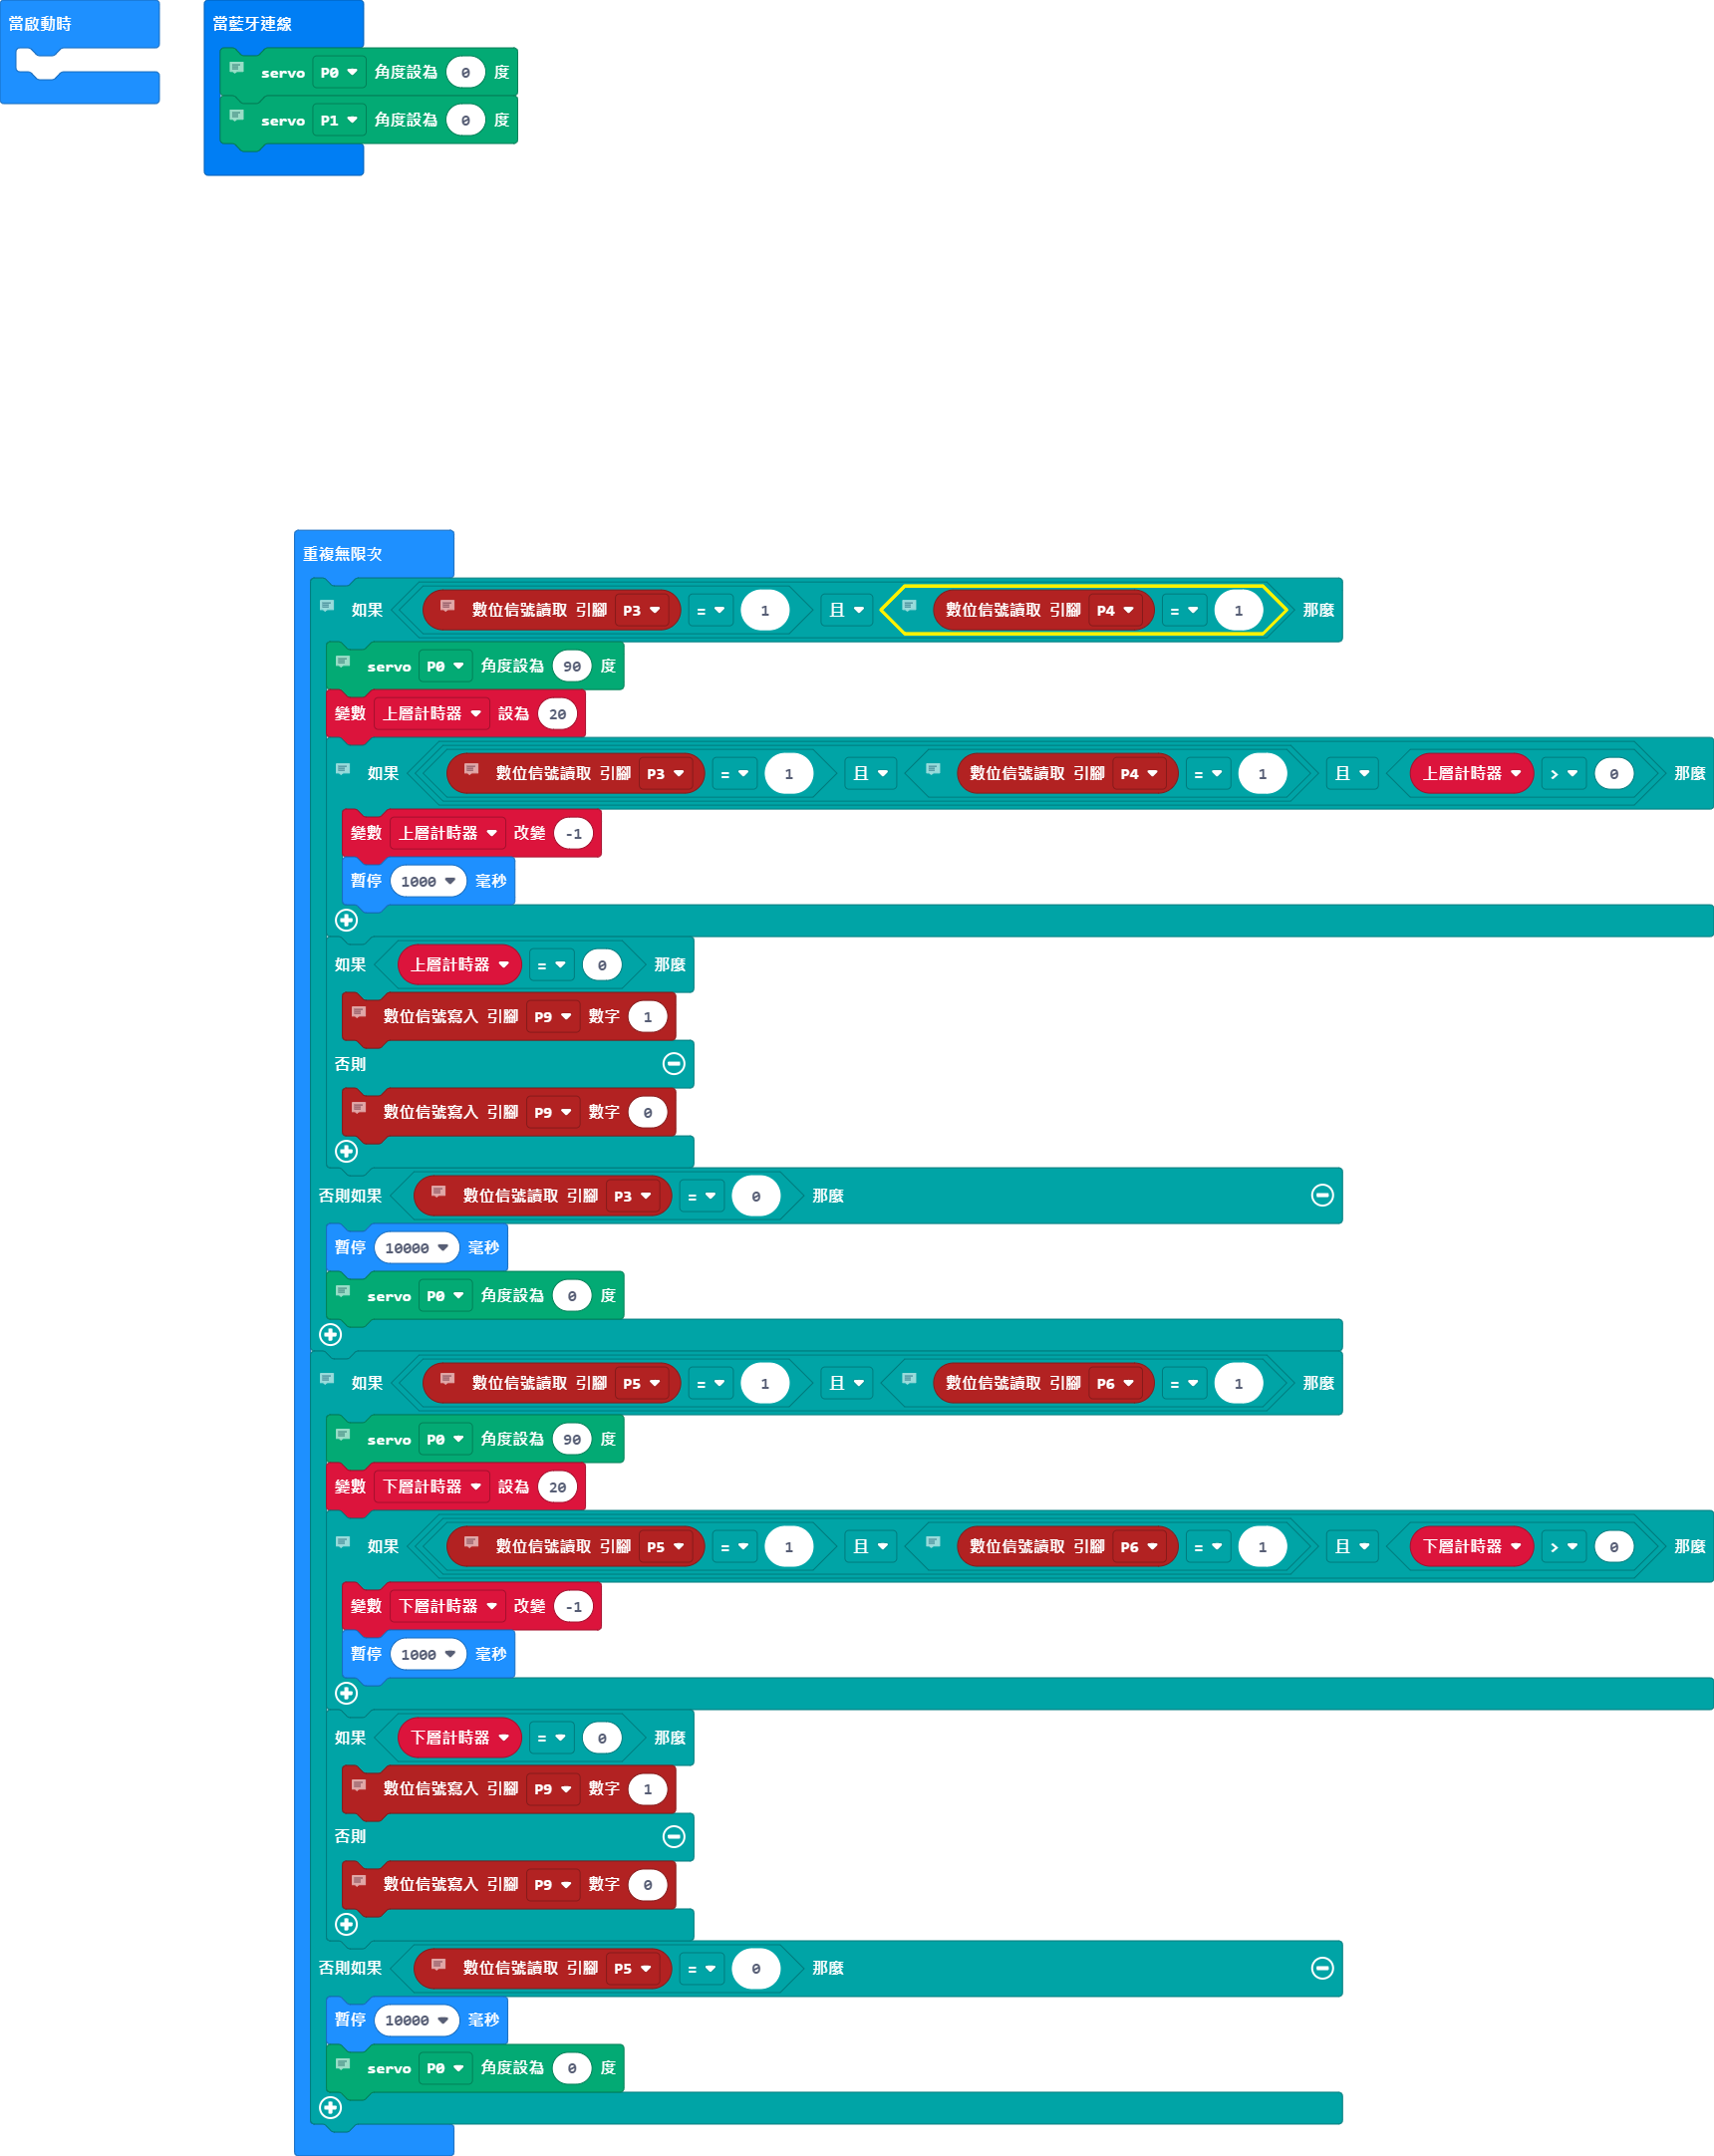 當啟動時
當藍牙連線
servo P0 角度設為 0 度
servo P1 角度設為 0 度
重複無限次
如果 數位信號讀取 引腳 P3 = 1 且 數位信號讀取 引腳 P4 = 1 那麼
servo P0 角度設為 90 度
變數 上層計時器 設為 20
如果 數位信號讀取 引腳 P3 = 1 且 數位信號讀取 引腳 P4 = 1 且 上層計時器 > 0 那麼
變數 上層計時器 改變 -1
暫停 1000 毫秒
如果 上層計時器 = 0 那麼
數位信號寫入 引腳 P9 數字 1
否則
數位信號寫入 引腳 P9 數字 0
否則如果 數位信號讀取 引腳 P3 = 0 那麼
暫停 10000 毫秒
servo P0 角度設為 0 度
如果 數位信號讀取 引腳 P5 = 1 且 數位信號讀取 引腳 P6 = 1 那麼
servo P0 角度設為 90 度
變數 下層計時器 設為 20
如果 數位信號讀取 引腳 P5 = 1 且 數位信號讀取 引腳 P6 = 1 且 下層計時器 > 0 那麼
變數 下層計時器 改變 -1
暫停 1000 毫秒
如果 下層計時器 = 0 那麼
數位信號寫入 引腳 P9 數字 1
否則
數位信號寫入 引腳 P9 數字 0
否則如果 數位信號讀取 引腳 P5 = 0 那麼
暫停 10000 毫秒
servo P0 角度設為 0 度